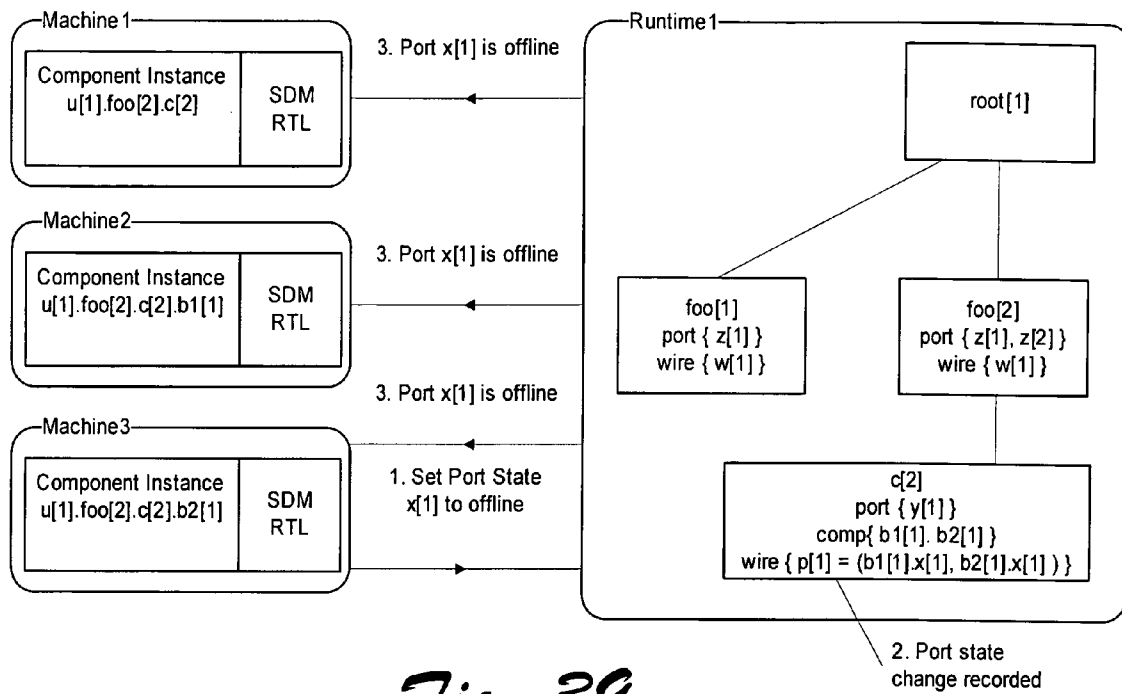 Machine1
Component Instance
u[1].foo[2].c[2]
SDM
RTL
3. Port x[1] is offline
Machine2
Component Instance
u[1].foo[2].c[2].b1[1]
SDM
RTL
3. Port x[1] is offline
3. Port x[1] is offline
Machine3
Component Instance
u[1].foo[2].c[2].b2[1]
SDM
RTL
1. Set Port State
x[1] to offline
Runtime1
root[1]
foo[1]
port { z[1] }
wire { w[1] }
foo[2]
port { z[1], z[2] }
wire { w[1] }
c[2]
port { y[1] }
comp{ b1[1]. b2[1] }
wire { p[1] = (b1[1].x[1], b2[1].x[1] ) }
2. Port state
change recorded
Fig. 29